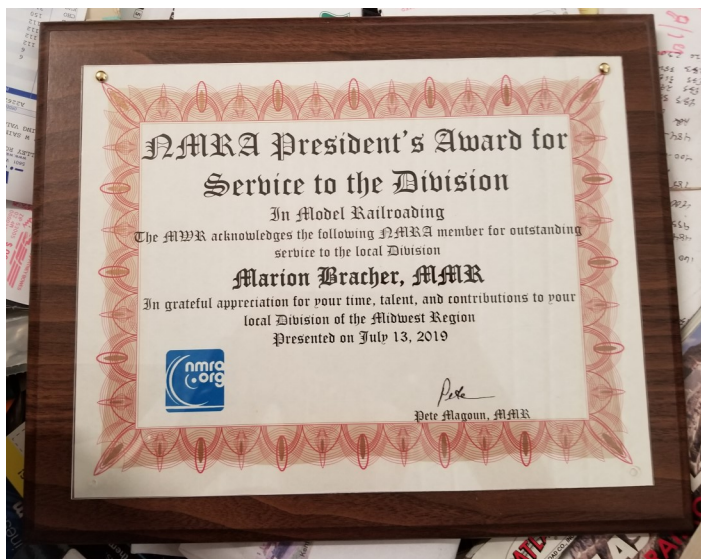 NMRA President's Award for
Service to the Division
In Model Railroading
The MWR acknowledges the following NMRA member for outstanding
service to the local Division
Marion Bracher, MMR
In grateful appreciation for your time, talent, and contributions to your
local Division of the Midwest Region
Presented on July 13, 2019
nmra
.org
Pete
Pete Magoun, MMR